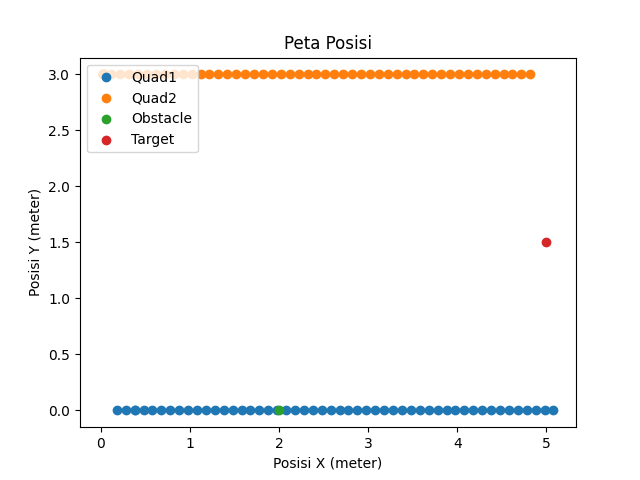 Peta Posisi
3.0
2.5
2.0
1.5
1.0
0.5
0.0
Posisi Y (meter)
Quad1
Quad2
Obstacle
Target
0
1
2
3
4
5
Posisi X (meter)